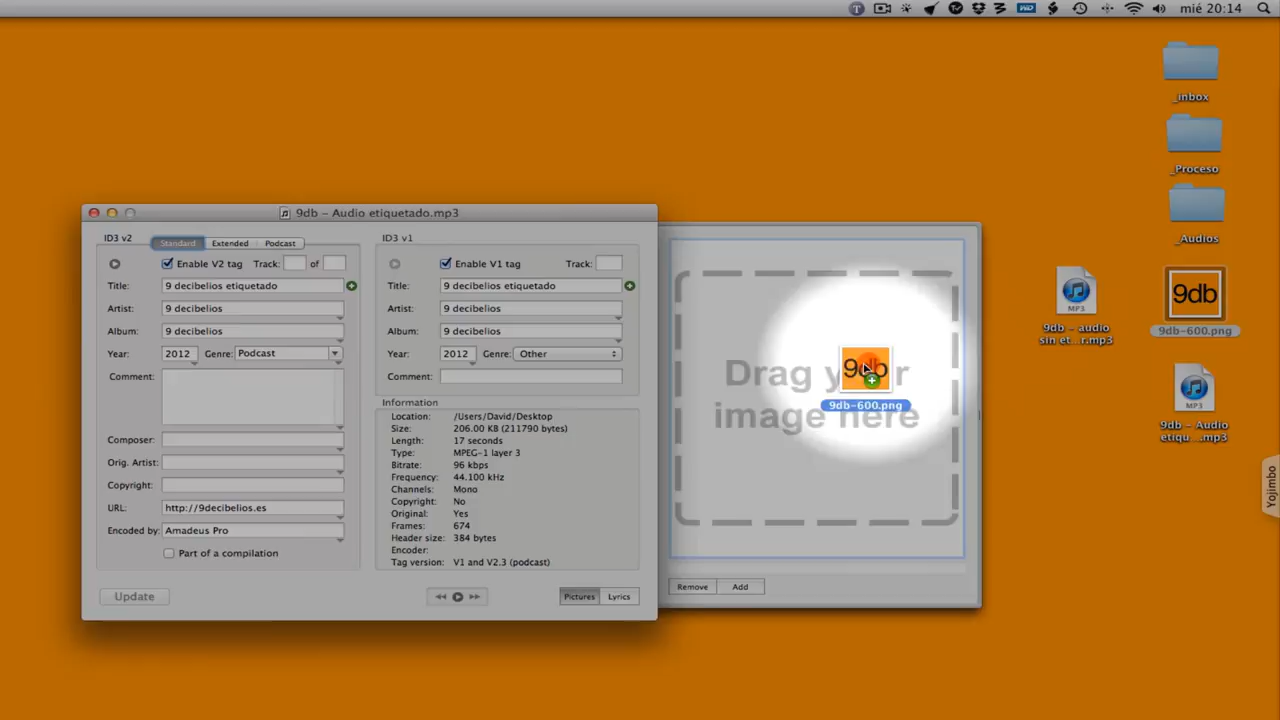 mié 20:14
_inbox
_Proceso
_Audios
9db - audio
sin et...r.mp3
9db
9db-600.png
MP3
MP3
9db - Audio
etiqu....mp3
Yojimbo
9db - Audio etiquetado.mp3
ID3 v2
Standard
Extended
Podcast
Enable V2 tag
Track:
of
Title:
9 decibelios etiquetado
Artist:
9 decibelios
Album:
9 decibelios
Year:
2012
Genre:
Podcast
Comment:
Composer:
Orig. Artist:
Copyright:
URL:
http://9decibelios.es
Encoded by:
Amadeus Pro
Part of a compilation
Update
ID3 v1
Enable V1 tag
Track:
Title:
9 decibelios etiquetado
Artist:
9 decibelios
Album:
9 decibelios
Year:
2012
Genre:
Other
Comment:
Information
Location: /Users/David/Desktop
Size: 206.00 KB (211790 bytes)
Length: 17 seconds
Type: MPEG-1 layer 3
Bitrate: 96 kbps
Frequency: 44.100 kHz
Channels: Mono
Copyright: No
Original: Yes
Frames: 674
Header size: 384 bytes
Encoder:
Tag version: V1 and V2.3 (podcast)
Pictures
Lyrics
Drag y r
image here
9db
9db-600.png
Remove
Add